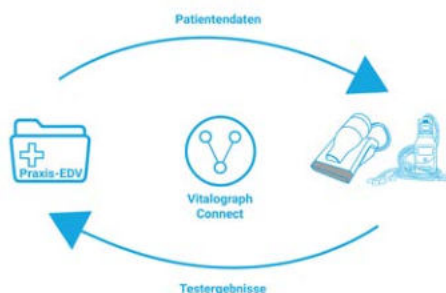 Patientendaten
Praxis-EDV
Vitalograph
Connect
Testergebnisse